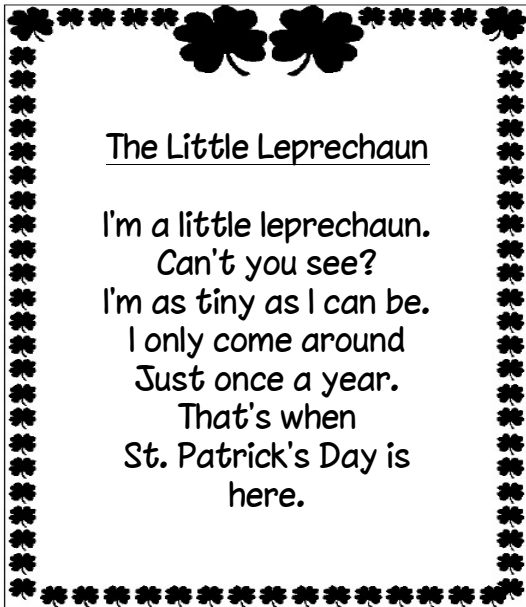 The Little Leprechaun
I'm a little leprechaun.
Can't you see?
I'm as tiny as I can be.
I only come around
Just once a year.
That's when
St. Patrick's Day is
here.